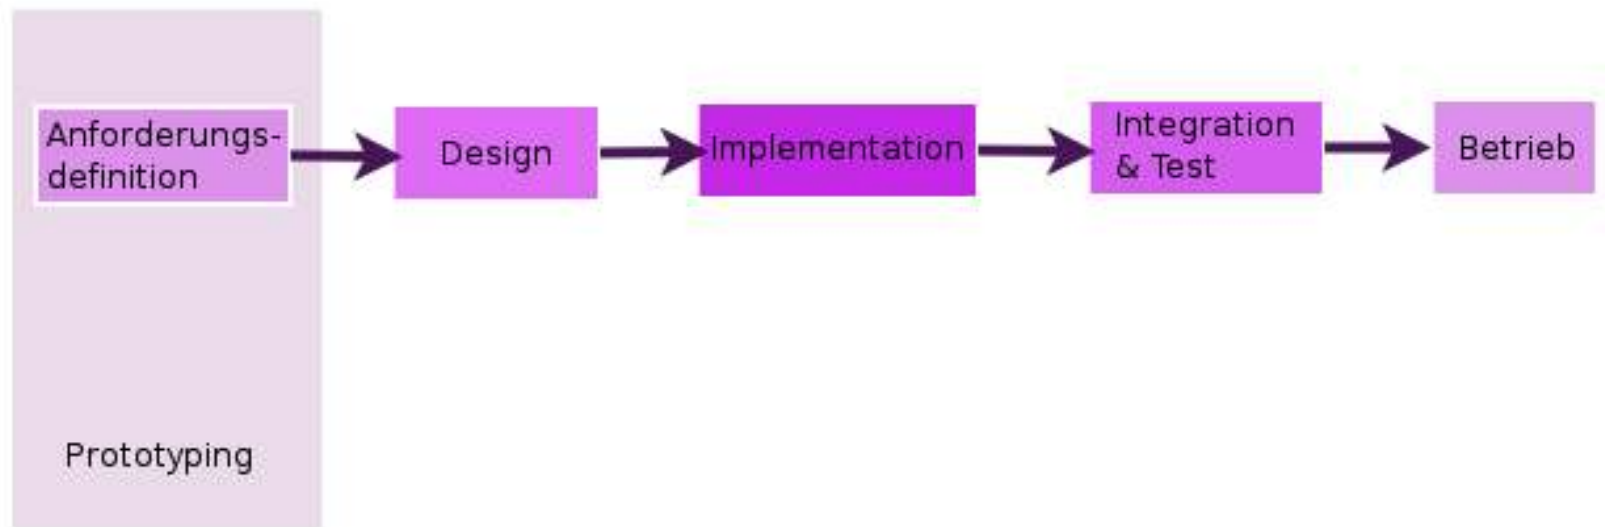 Anforderungs-
definition
Design
Implementation
Integration
& Test
Betrieb
Prototyping